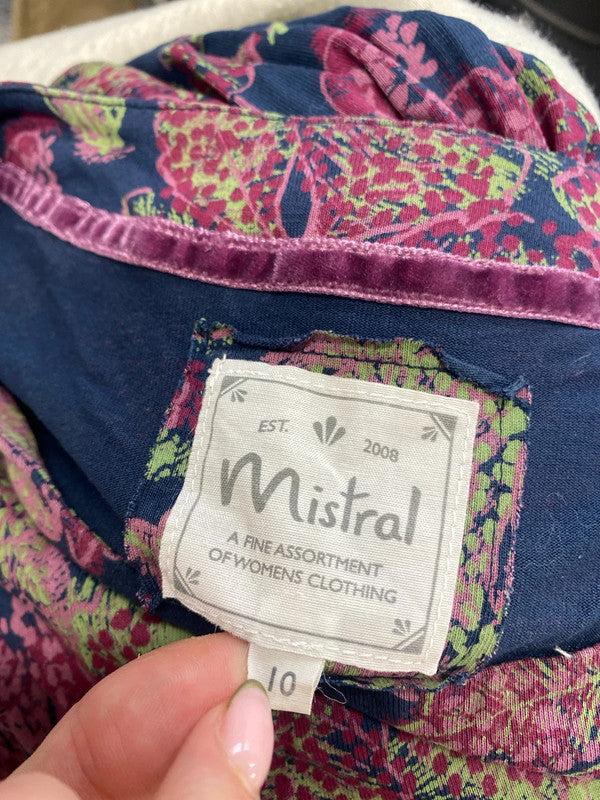 EST. 2008
Mistral
A FINE ASSORTMENT
OF WOMENS CLOTHING
10